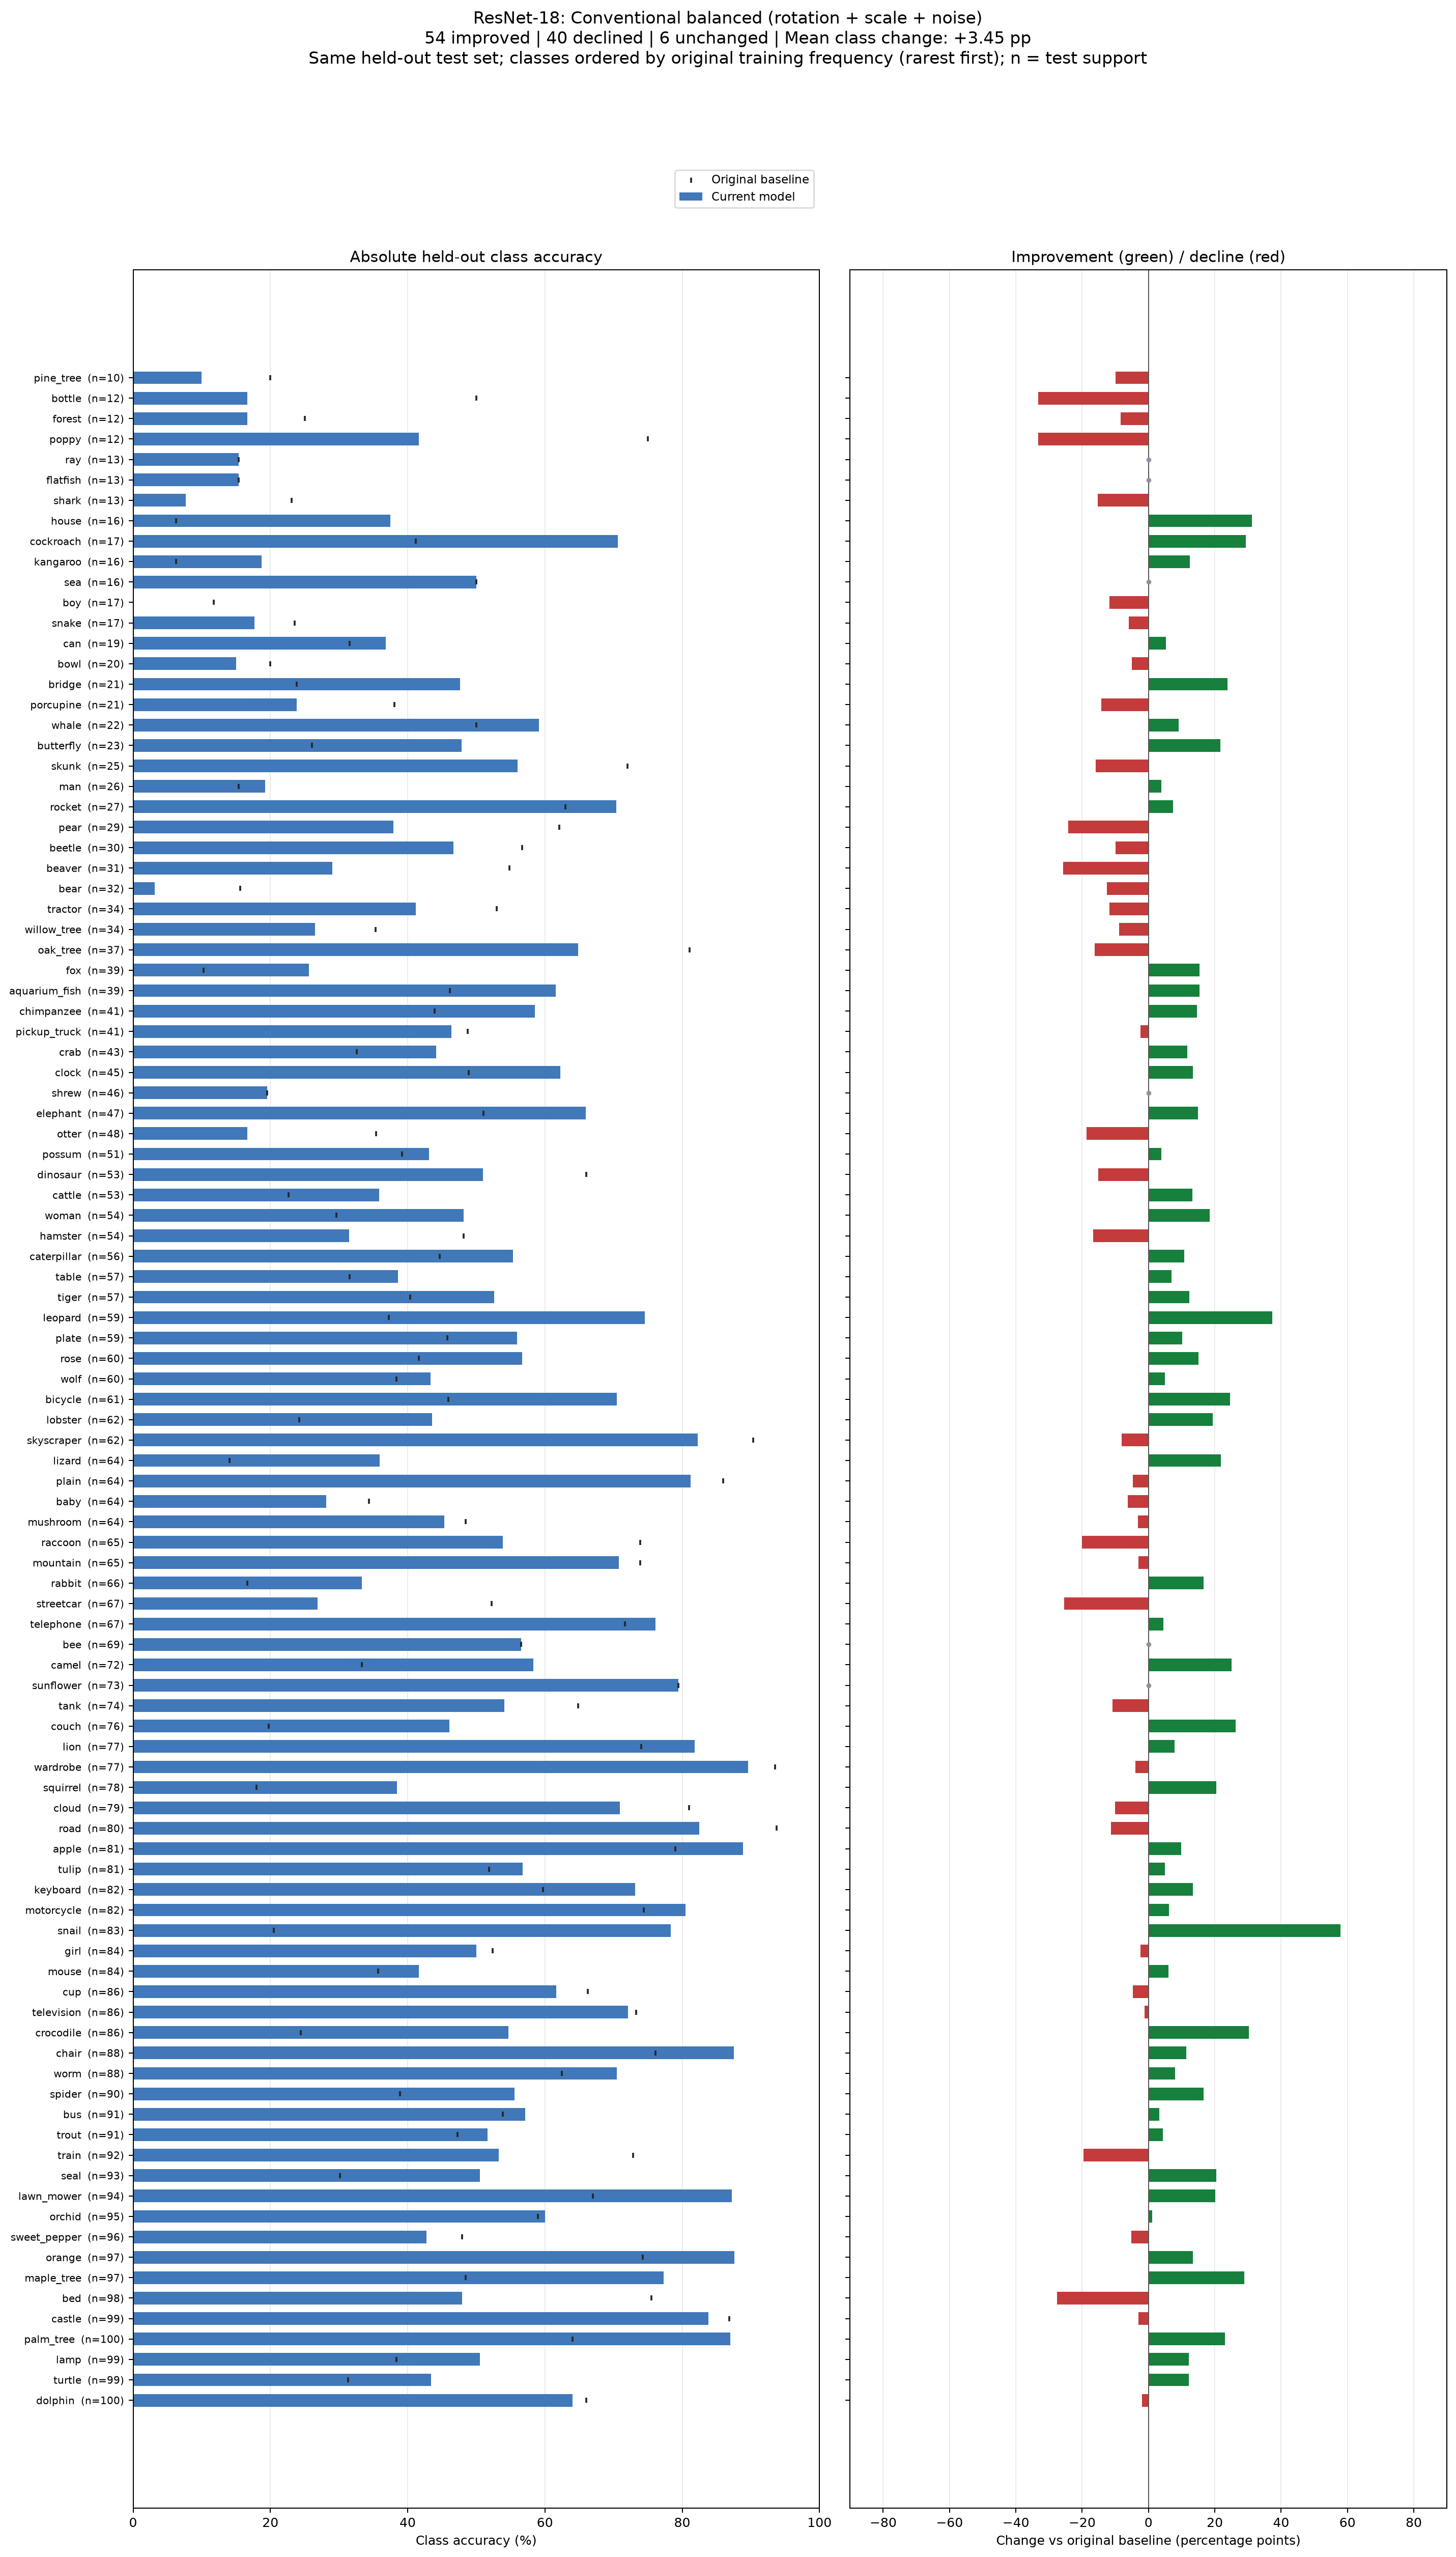 ResNet-18: Conventional balanced (rotation + scale + noise)
54 improved | 40 declined | 6 unchanged | Mean class change: +3.45 pp
Same held-out test set; classes ordered by original training frequency (rarest first); n = test support
Original baseline
Current model
Absolute held-out class accuracy
pine_tree (n=10)
bottle (n=12)
forest (n=12)
poppy (n=12)
ray (n=13)
flatfish (n=13)
shark (n=13)
house (n=16)
cockroach (n=17)
kangaroo (n=16)
sea (n=16)
boy (n=17)
snake (n=17)
can (n=19)
bowl (n=20)
bridge (n=21)
porcupine (n=21)
whale (n=22)
butterfly (n=23)
skunk (n=25)
man (n=26)
rocket (n=27)
pear (n=29)
beetle (n=30)
beaver (n=31)
bear (n=32)
tractor (n=34)
willow_tree (n=34)
oak_tree (n=37)
fox (n=39)
aquarium_fish (n=39)
chimpanzee (n=41)
pickup_truck (n=41)
crab (n=43)
clock (n=45)
shrew (n=46)
elephant (n=47)
otter (n=48)
possum (n=51)
dinosaur (n=53)
cattle (n=53)
woman (n=54)
hamster (n=54)
caterpillar (n=56)
table (n=57)
tiger (n=57)
leopard (n=59)
plate (n=59)
rose (n=60)
wolf (n=60)
bicycle (n=61)
lobster (n=62)
skyscraper (n=62)
lizard (n=64)
plain (n=64)
baby (n=64)
mushroom (n=64)
raccoon (n=65)
mountain (n=65)
rabbit (n=66)
streetcar (n=67)
telephone (n=67)
bee (n=69)
camel (n=72)
sunflower (n=73)
tank (n=74)
couch (n=76)
lion (n=77)
wardrobe (n=77)
squirrel (n=78)
cloud (n=79)
road (n=80)
apple (n=81)
tulip (n=81)
keyboard (n=82)
motorcycle (n=82)
snail (n=83)
girl (n=84)
mouse (n=84)
cup (n=86)
television (n=86)
crocodile (n=86)
chair (n=88)
worm (n=88)
spider (n=90)
bus (n=91)
trout (n=91)
train (n=92)
seal (n=93)
lawn_mower (n=94)
orchid (n=95)
sweet_pepper (n=96)
orange (n=97)
maple_tree (n=97)
bed (n=98)
castle (n=99)
palm_tree (n=100)
lamp (n=99)
turtle (n=99)
dolphin (n=100)
0 20 40 60 80 100
Class accuracy (%)
Improvement (green) / decline (red)
−80 −60 −40 −20 0 20 40 60 80
Change vs original baseline (percentage points)